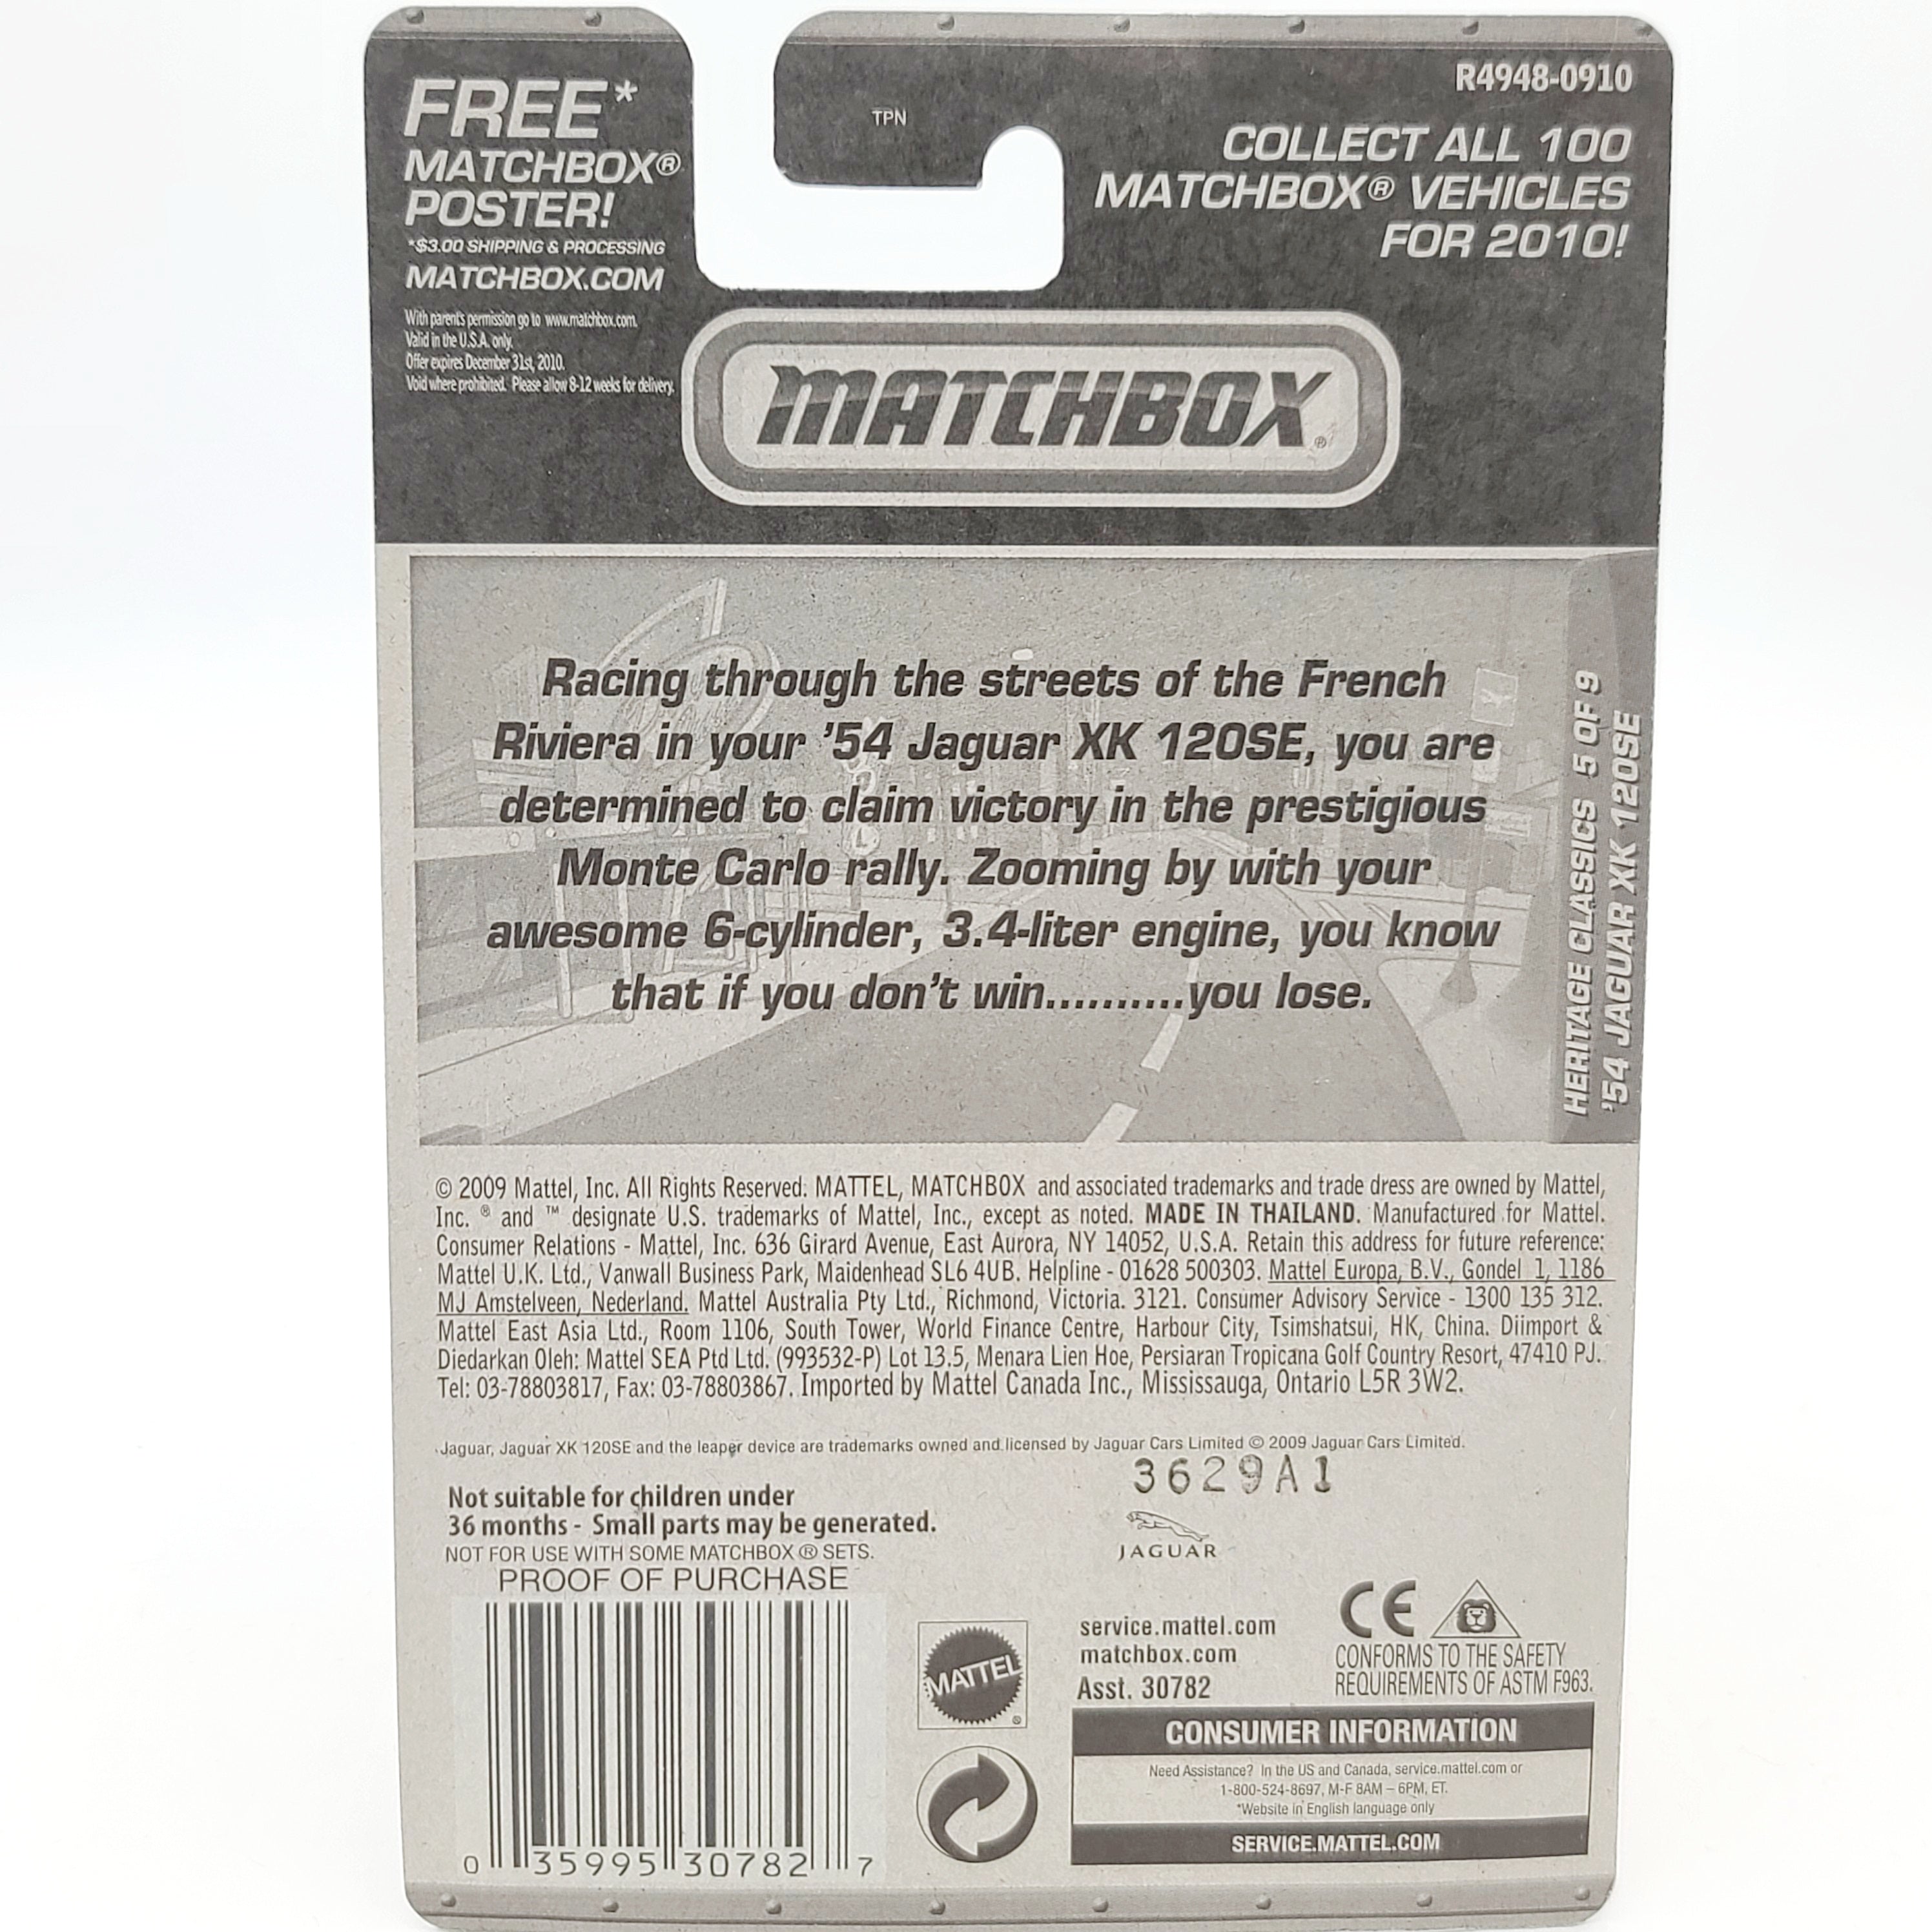 FREE*
MATCHBOX®
POSTER!
*$3.00 SHIPPING & PROCESSING
MATCHBOX.COM
With parent's permission go to www.matchbox.com.
Valid in the U.S.A. only.
Offer expires December 31st, 2010.
Void where prohibited. Please allow 8-12 weeks for delivery.
TPN
R4948-0910
COLLECT ALL 100
MATCHBOX® VEHICLES
FOR 2010!
MATCHBOX®
Racing through the streets of the French
Riviera in your '54 Jaguar XK 120SE, you are
determined to claim victory in the prestigious
Monte Carlo rally. Zooming by with your
awesome 6-cylinder, 3.4-liter engine, you know
that if you don't win..........you lose.
HERITAGE CLASSICS 5 OF 9
'54 JAGUAR XK 120SE
© 2009 Mattel, Inc. All Rights Reserved. MATTEL, MATCHBOX and associated trademarks and trade dress are owned by Mattel,
Inc. ® and ™ designate U.S. trademarks of Mattel, Inc., except as noted. MADE IN THAILAND. Manufactured for Mattel.
Consumer Relations - Mattel, Inc. 636 Girard Avenue, East Aurora, NY 14052, U.S.A. Retain this address for future reference:
Mattel U.K. Ltd., Vanwall Business Park, Maidenhead SL6 4UB. Helpline - 01628 500303. Mattel Europa, B.V., Gondel 1, 1186
MJ Amstelveen, Nederland. Mattel Australia Pty Ltd., Richmond, Victoria. 3121. Consumer Advisory Service - 1300 135 312.
Mattel East Asia Ltd., Room 1106, South Tower, World Finance Centre, Harbour City, Tsimshatsui, HK, China. Diimport &
Diedarkan Oleh: Mattel SEA Ptd Ltd. (993532-P) Lot 13.5, Menara Lien Hoe, Persiaran Tropicana Golf Country Resort, 47410 PJ.
Tel: 03-78803817, Fax: 03-78803867. Imported by Mattel Canada Inc., Mississauga, Ontario L5R 3W2.
Jaguar, Jaguar XK 120SE and the leaper device are trademarks owned and licensed by Jaguar Cars Limited © 2009 Jaguar Cars Limited.
3629A1
JAGUAR
Not suitable for children under
36 months - Small parts may be generated.
NOT FOR USE WITH SOME MATCHBOX ® SETS.
PROOF OF PURCHASE
0 35995 30782 7
MATTEL®
service.mattel.com
matchbox.com
Asst. 30782
CE
CONFORMS TO THE SAFETY
REQUIREMENTS OF ASTM F963.
CONSUMER INFORMATION
Need Assistance? In the US and Canada, service.mattel.com or
1-800-524-8697, M-F 8AM – 6PM, ET.
*Website in English language only
SERVICE.MATTEL.COM